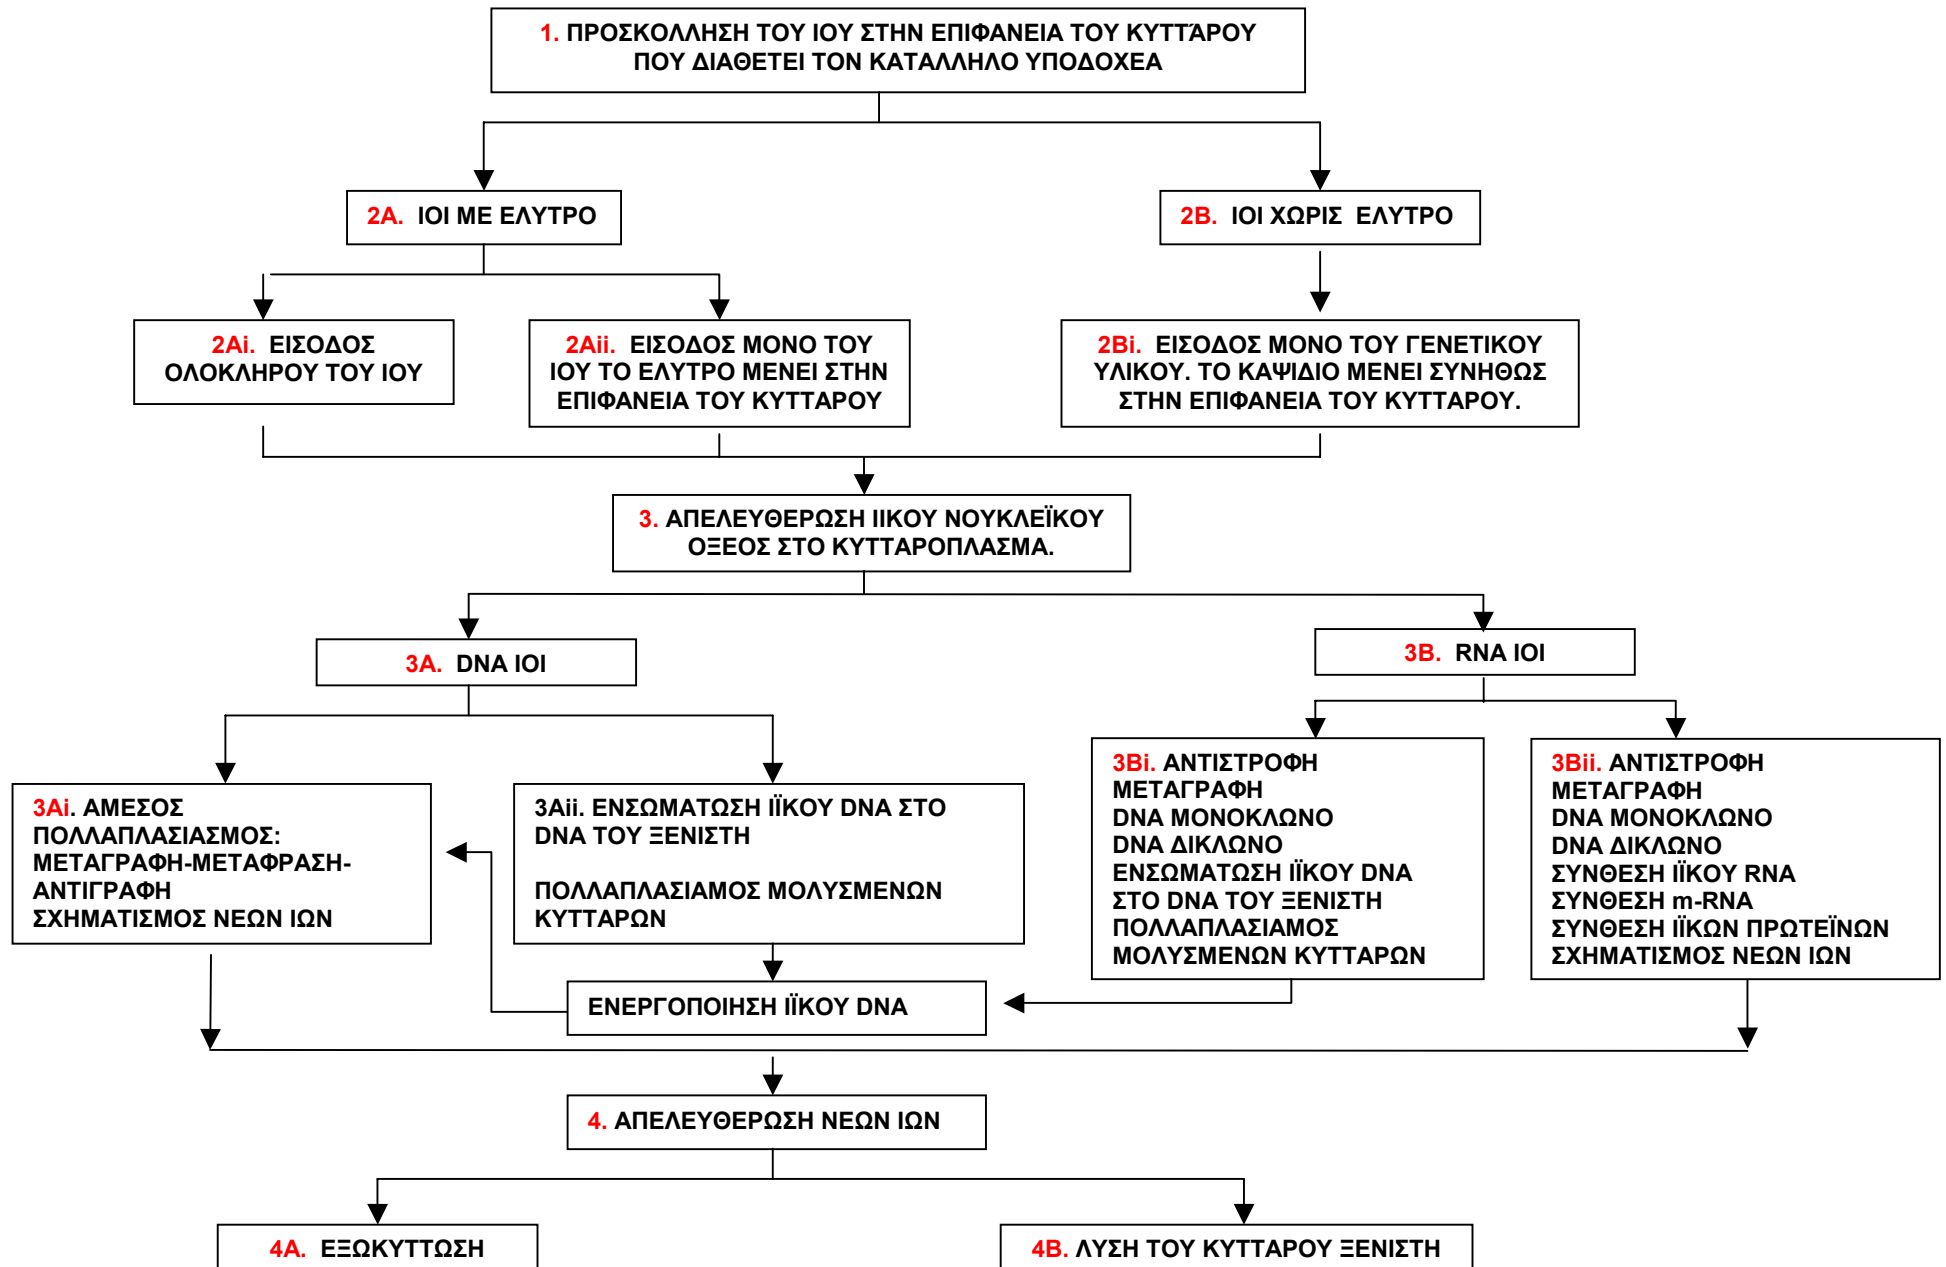 1. ΠΡΟΣΚΟΛΛΗΣΗ ΤΟΥ ΙΟΥ ΣΤΗΝ ΕΠΙΦΑΝΕΙΑ ΤΟΥ ΚΥΤΤΆΡΟΥ
ΠΟΥ ΔΙΑΘΕΤΕΙ ΤΟΝ ΚΑΤΑΛΛΗΛΟ ΥΠΟΔΟΧΕΑ
2Α. ΙΟΙ ΜΕ ΕΛΥΤΡΟ
2Β. ΙΟΙ ΧΩΡΙΣ ΕΛΥΤΡΟ
2Αi. ΕΙΣΟΔΟΣ
ΟΛΟΚΛΗΡΟΥ ΤΟΥ ΙΟΥ
2Αii. ΕΙΣΟΔΟΣ ΜΟΝΟ ΤΟΥ
ΙΟΥ ΤΟ ΕΛΥΤΡΟ ΜΕΝΕΙ ΣΤΗΝ
ΕΠΙΦΑΝΕΙΑ ΤΟΥ ΚΥΤΤΑΡΟΥ
2Βi. ΕΙΣΟΔΟΣ ΜΟΝΟ ΤΟΥ ΓΕΝΕΤΙΚΟΥ
ΥΛΙΚΟΥ. ΤΟ ΚΑΨΙΔΙΟ ΜΕΝΕΙ ΣΥΝΗΘΩΣ
ΣΤΗΝ ΕΠΙΦΑΝΕΙΑ ΤΟΥ ΚΥΤΤΑΡΟΥ.
3. ΑΠΕΛΕΥΘΕΡΩΣΗ ΙΙΚΟΥ ΝΟΥΚΛΕΪΚΟΥ
ΟΞΕΟΣ ΣΤΟ ΚΥΤΤΑΡΟΠΛΑΣΜΑ.
3Α. DNA ΙΟΙ
3Β. RNA ΙΟΙ
3Αi. ΑΜΕΣΟΣ
ΠΟΛΛΑΠΛΑΣΙΑΣΜΟΣ:
ΜΕΤΑΓΡΑΦΗ-ΜΕΤΑΦΡΑΣΗ-
ΑΝΤΙΓΡΑΦΗ
ΣΧΗΜΑΤΙΣΜΟΣ ΝΕΩΝ ΙΩΝ
3Αii. ΕΝΣΩΜΑΤΩΣΗ ΙΪΚΟΥ DNA ΣΤΟ
DNA ΤΟΥ ΞΕΝΙΣΤΗ
ΠΟΛΛΑΠΛΑΣΙΑΜΟΣ ΜΟΛΥΣΜΕΝΩΝ
ΚΥΤΤΑΡΩΝ
3Βi. ΑΝΤΙΣΤΡΟΦΗ
ΜΕΤΑΓΡΑΦΗ
DNA ΜΟΝΟΚΛΩΝΟ
DNA ΔΙΚΛΩΝΟ
ΕΝΣΩΜΑΤΩΣΗ ΙΪΚΟΥ DNA
ΣΤΟ DNA ΤΟΥ ΞΕΝΙΣΤΗ
ΠΟΛΛΑΠΛΑΣΙΑΜΟΣ
ΜΟΛΥΣΜΕΝΩΝ ΚΥΤΤΑΡΩΝ
3Βii. ΑΝΤΙΣΤΡΟΦΗ
ΜΕΤΑΓΡΑΦΗ
DNA ΜΟΝΟΚΛΩΝΟ
DNA ΔΙΚΛΩΝΟ
ΣΥΝΘΕΣΗ ΙΪΚΟΥ RNA
ΣΥΝΘΕΣΗ m-RNA
ΣΥΝΘΕΣΗ ΙΪΚΩΝ ΠΡΩΤΕΪΝΩΝ
ΣΧΗΜΑΤΙΣΜΟΣ ΝΕΩΝ ΙΩΝ
ΕΝΕΡΓΟΠΟΙΗΣΗ ΙΪΚΟΥ DNA
4. ΑΠΕΛΕΥΘΕΡΩΣΗ ΝΕΩΝ ΙΩΝ
4Α. ΕΞΩΚΥΤΤΩΣΗ
4Β. ΛΥΣΗ ΤΟΥ ΚΥΤΤΑΡΟΥ ΞΕΝΙΣΤΗ